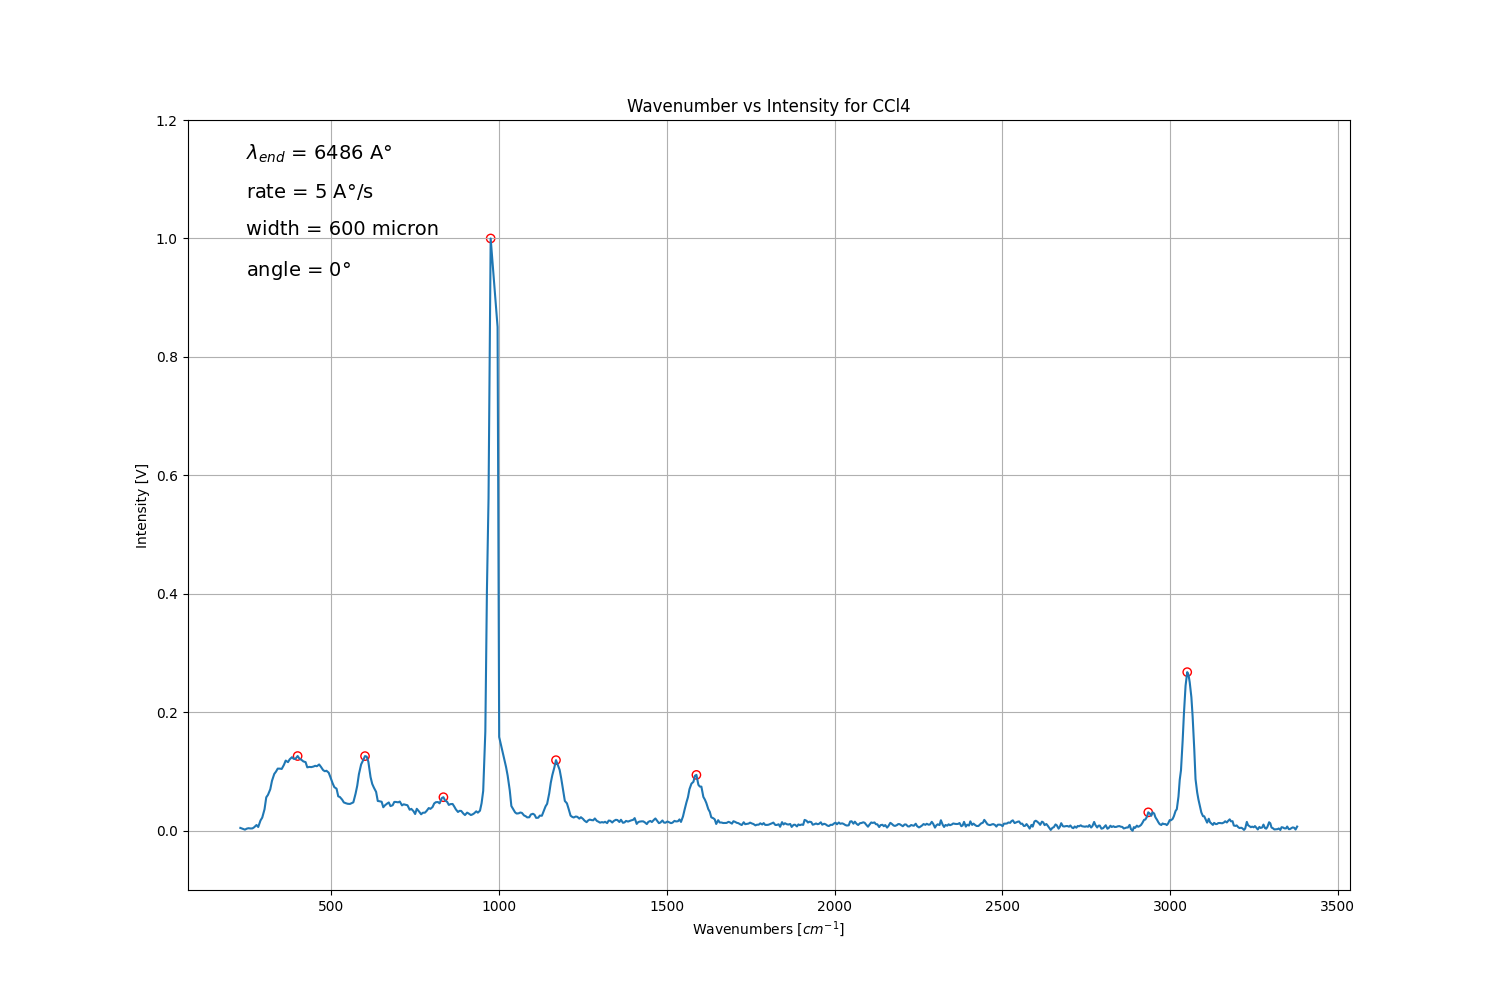 Wavenumber vs Intensity for CCl4
λend = 6486 A°
rate = 5 A°/s
width = 600 micron
angle = 0°
1.2
1.0
0.8
0.6
0.4
0.2
0.0
Intensity [V]
500 1000 1500 2000 2500 3000 3500
Wavenumbers [cm⁻¹]